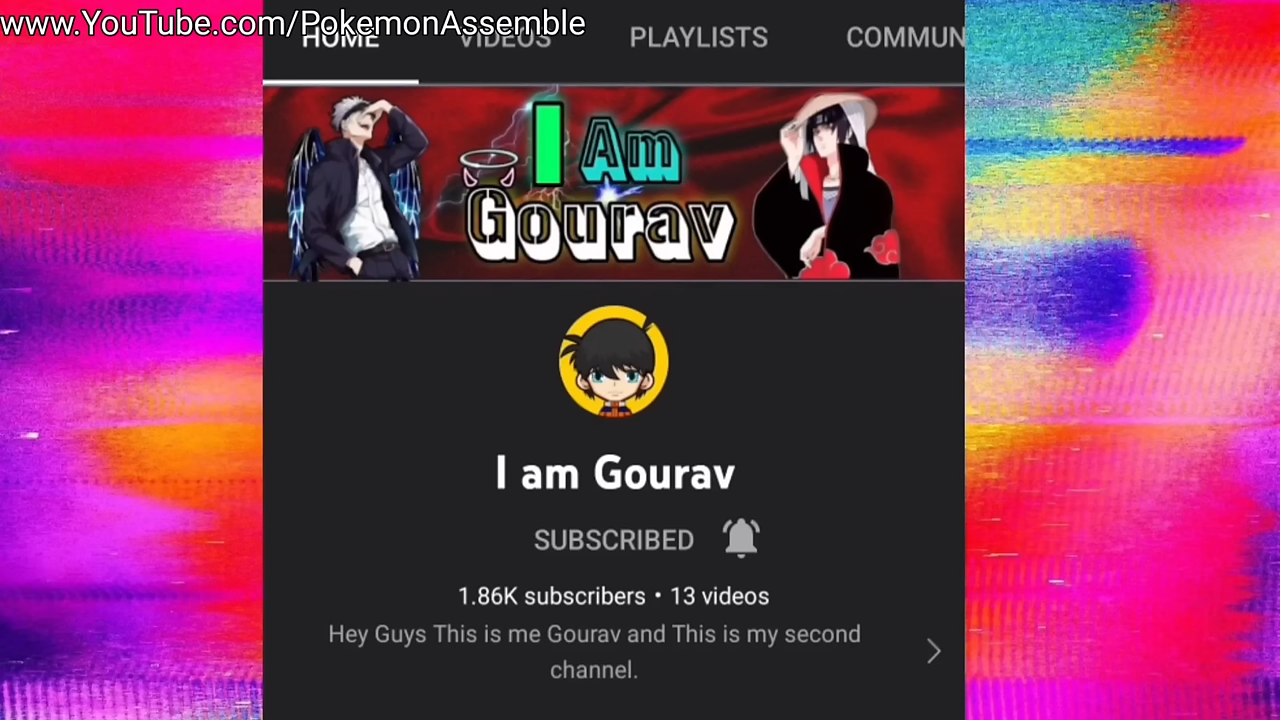 www.YouTube.com/PokemonAssemble
HOME VIDEOS PLAYLISTS COMMUN
I Am
Gourav
I am Gourav
SUBSCRIBED
1.86K subscribers • 13 videos
Hey Guys This is me Gourav and This is my second
channel.